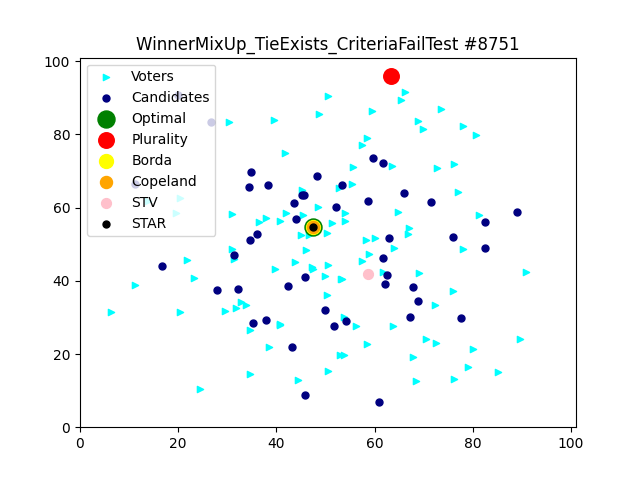 WinnerMixUp_TieExists_CriteriaFailTest #8751
100
80
60
40
20
0
Voters
Candidates
Optimal
Plurality
Borda
Copeland
STV
STAR
0 20 40 60 80 100